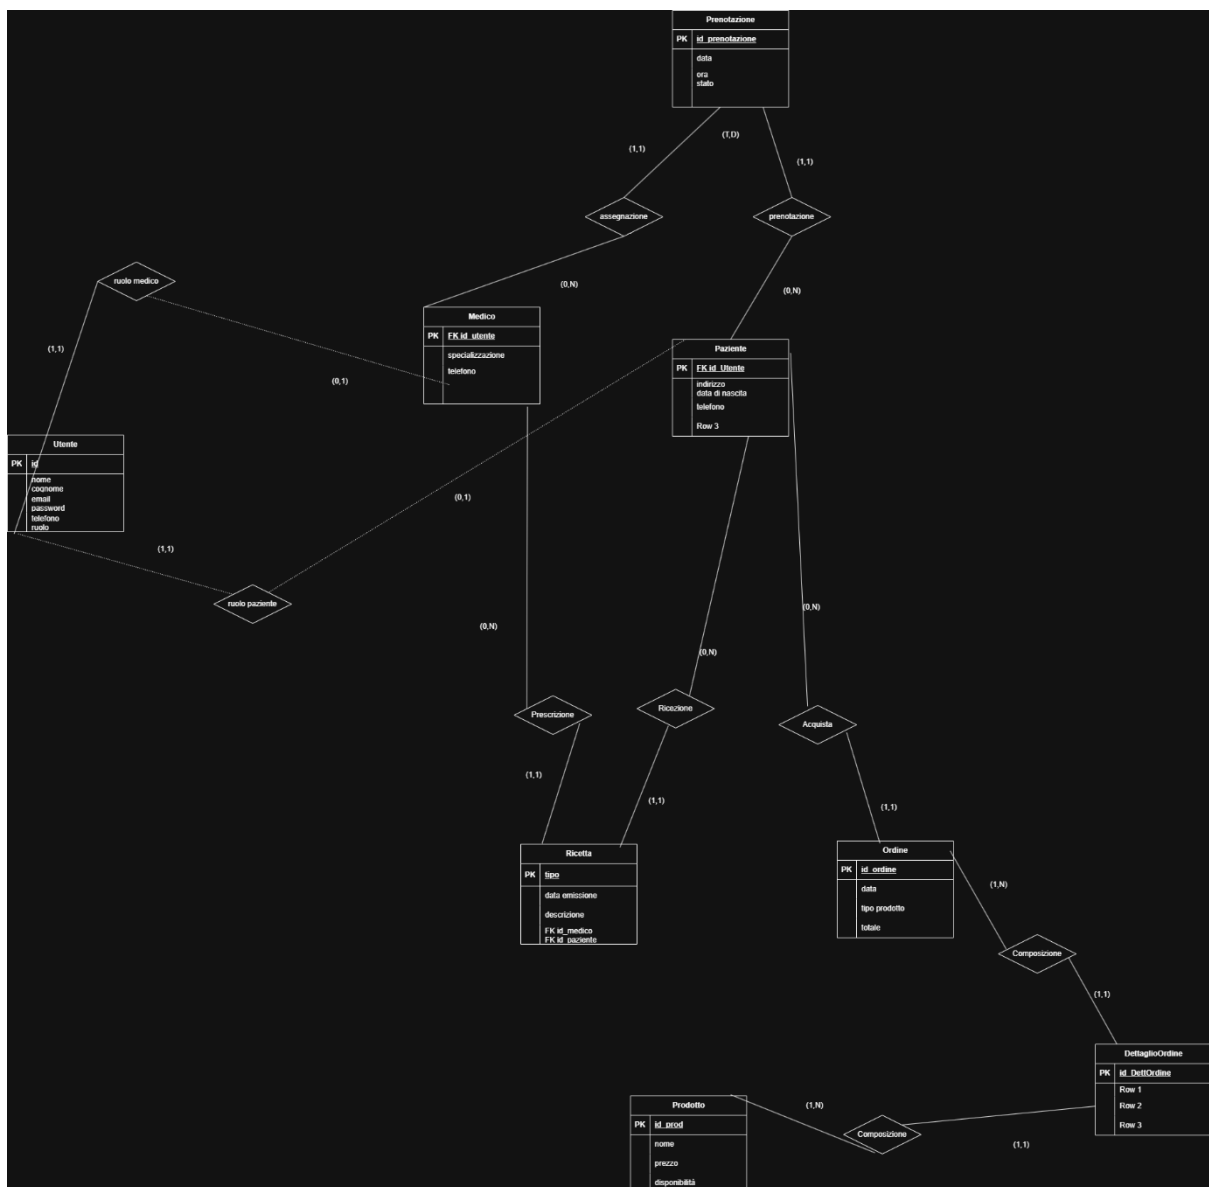 Prenotazione
PK id_prenotazione
data
ora
stato
(1,1)
(T,D)
(1,1)
assegnazione
prenotazione
ruolo medico
(0,N)
(0,N)
Medico
PK FK id_utente
specializzazione
telefono
(1,1)
(0,1)
Paziente
PK FK id_Utente
indirizzo
data di nascita
telefono
Row 3
Utente
PK id
nome
cognome
email
password
telefono
ruolo
(0,1)
(1,1)
ruolo paziente
(0,N)
(0,N)
(0,N)
Prescrizione
Ricezione
Acquista
(1,1)
(1,1)
(1,1)
Ricetta
PK tipo
data emissione
descrizione
FK id_medico
FK id_paziente
Ordine
PK id_ordine
data
tipo prodotto
totale
(1,N)
Composizione
(1,1)
DettaglioOrdine
PK id_DettOrdine
Row 1
Row 2
Row 3
Prodotto
PK id_prod
nome
prezzo
disponibilità
(1,N)
Composizione
(1,1)